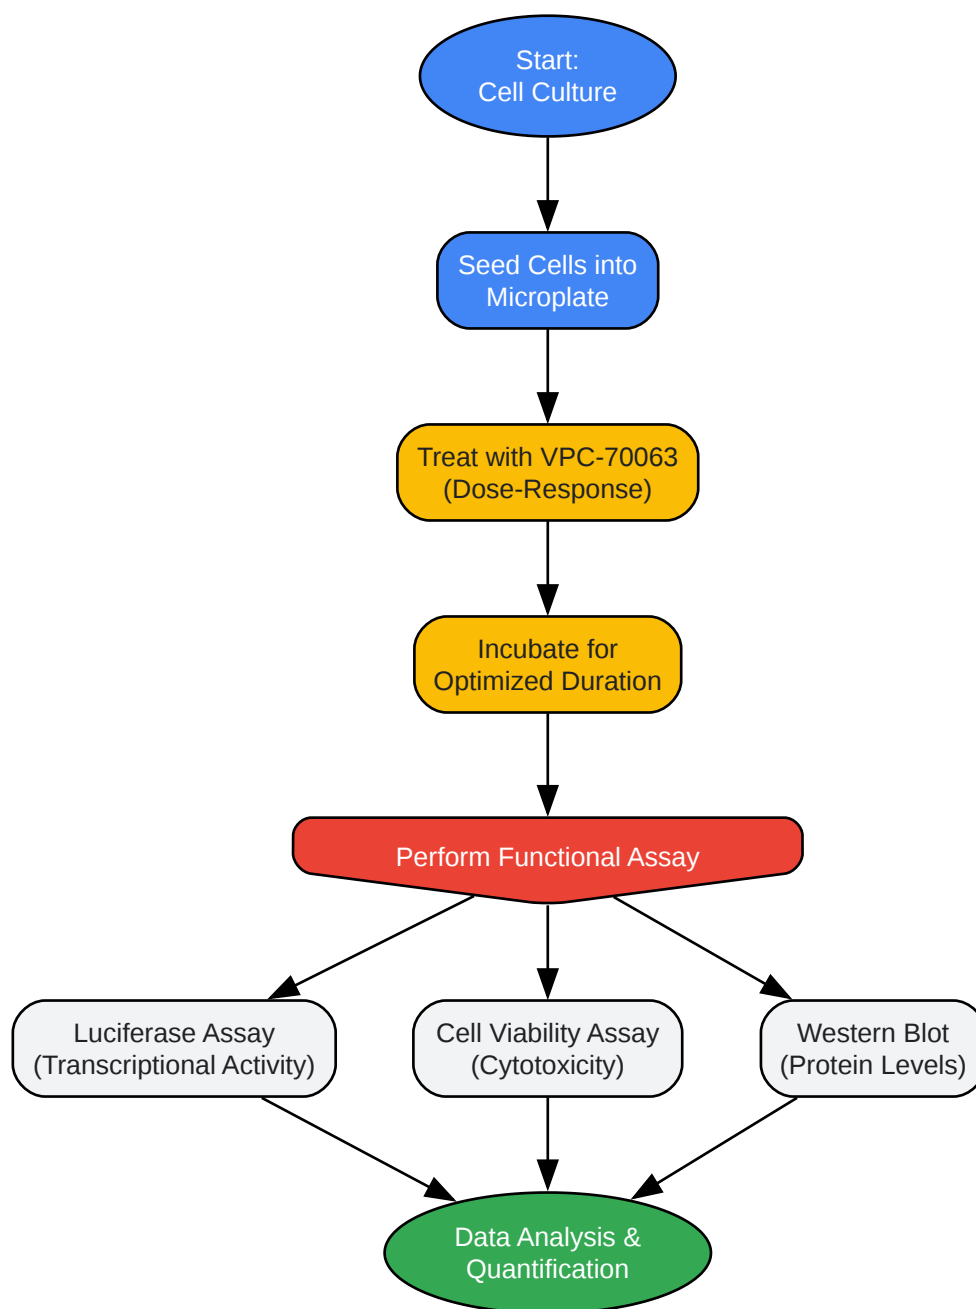 Start:
Cell Culture
Seed Cells into
Microplate
Treat with VPC-70063
(Dose-Response)
Incubate for
Optimized Duration
Perform Functional Assay
Luciferase Assay
(Transcriptional Activity)
Cell Viability Assay
(Cytotoxicity)
Western Blot
(Protein Levels)
Data Analysis &
Quantification